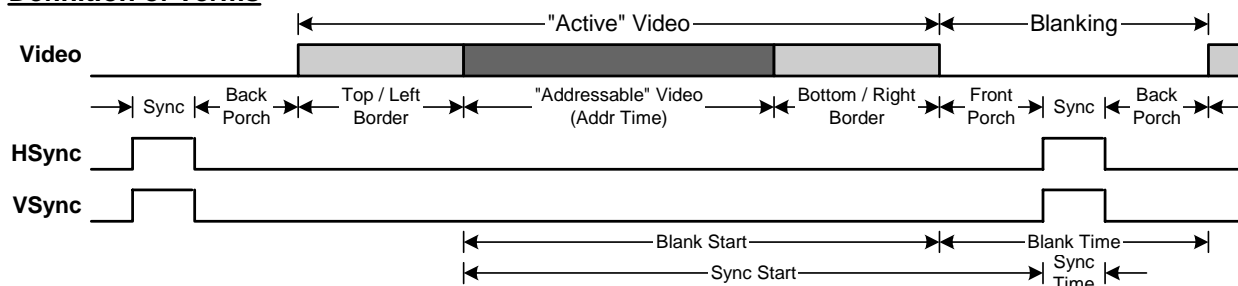 Definition of Terms
"Active" Video
Blanking
Video
Sync
Back
Porch
Top / Left
Border
"Addressable" Video
(Addr Time)
Bottom / Right
Border
Front
Porch
Sync
Back
Porch
HSync
VSync
Blank Start
Blank Time
Sync Start
Sync
Time